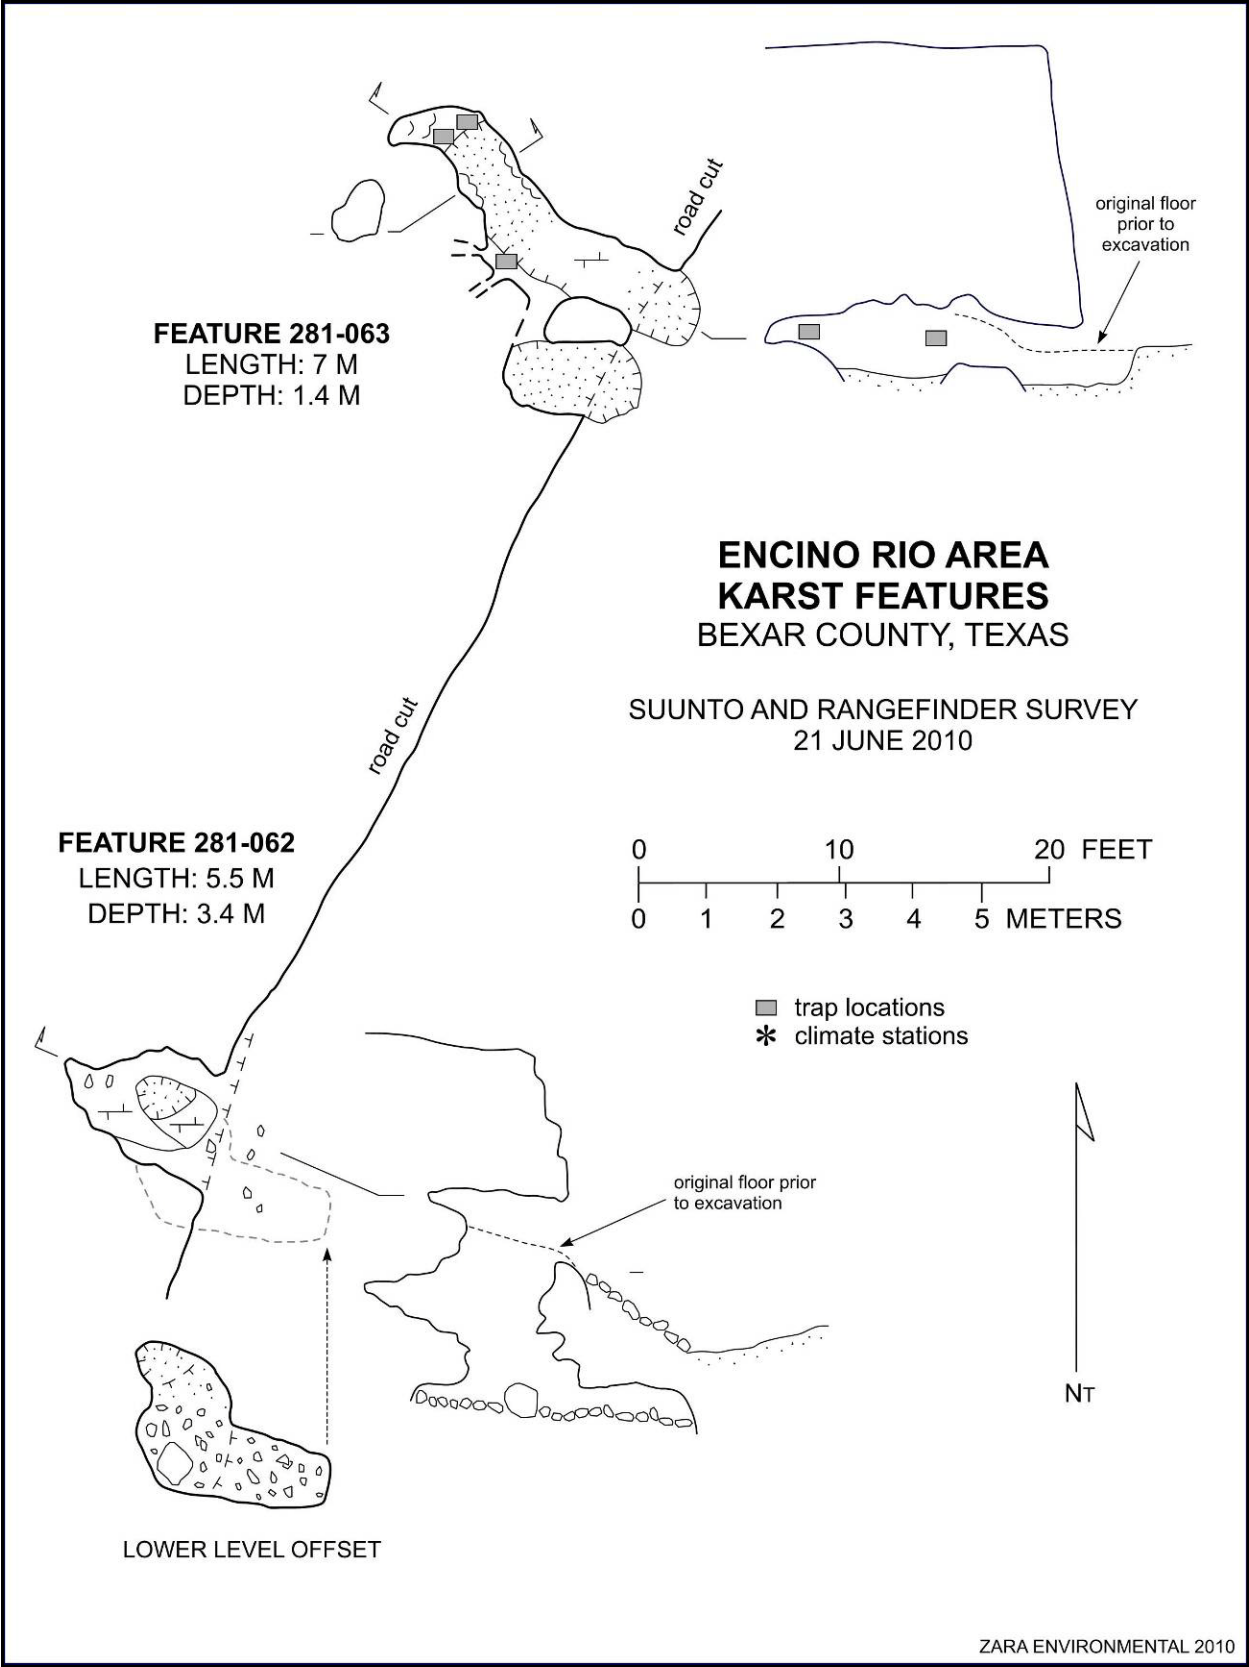 road cut
original floor
prior to
excavation
FEATURE 281-063
LENGTH: 7 M
DEPTH: 1.4 M
ENCINO RIO AREA
KARST FEATURES
BEXAR COUNTY, TEXAS
SUUNTO AND RANGEFINDER SURVEY
21 JUNE 2010
road cut
FEATURE 281-062
LENGTH: 5.5 M
DEPTH: 3.4 M
0 10 20 FEET
0 1 2 3 4 5 METERS
trap locations
climate stations
original floor prior
to excavation
NT
LOWER LEVEL OFFSET
ZARA ENVIRONMENTAL 2010